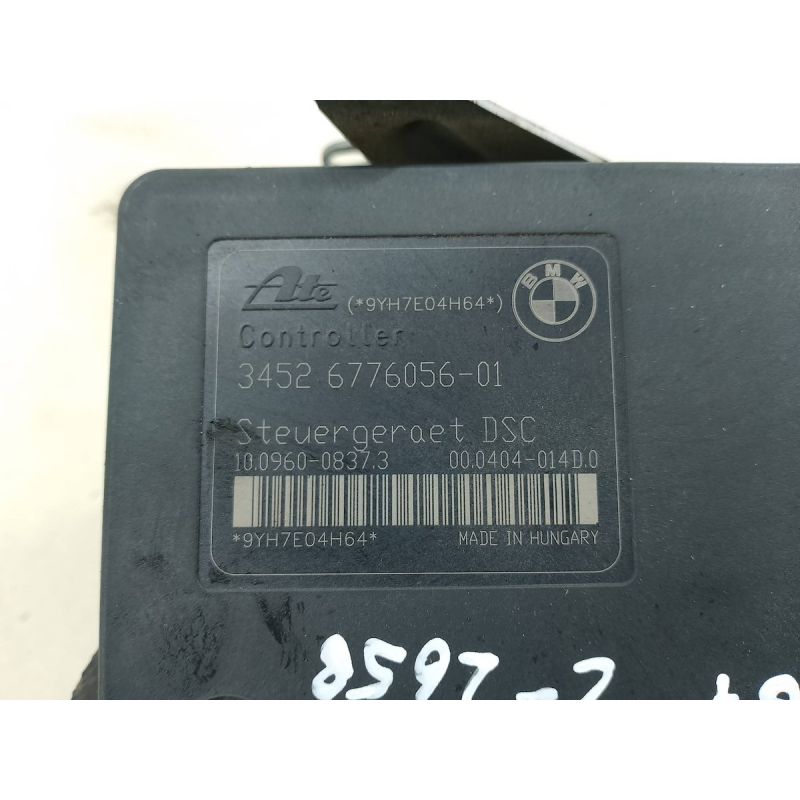 Ate (*9YH7E04H64*) BMW
Controller
3452 6776056-01
Steuergeraet DSC
10.0960-0837.3 00.0404-014D.0
*9YH7E04H64* MADE IN HUNGARY